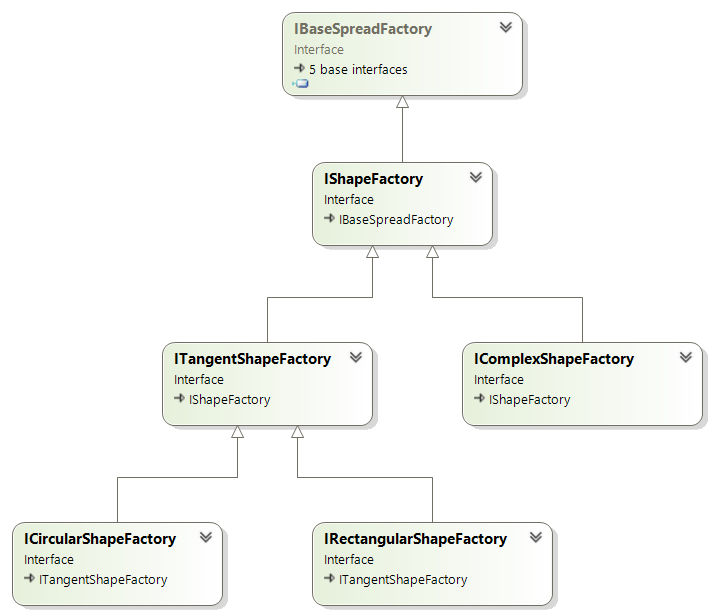 IBaseSpreadFactory
Interface
5 base interfaces
IShapeFactory
Interface
IBaseSpreadFactory
ITangentShapeFactory
Interface
IShapeFactory
IComplexShapeFactory
Interface
IShapeFactory
ICircularShapeFactory
Interface
ITangentShapeFactory
IRectangularShapeFactory
Interface
ITangentShapeFactory